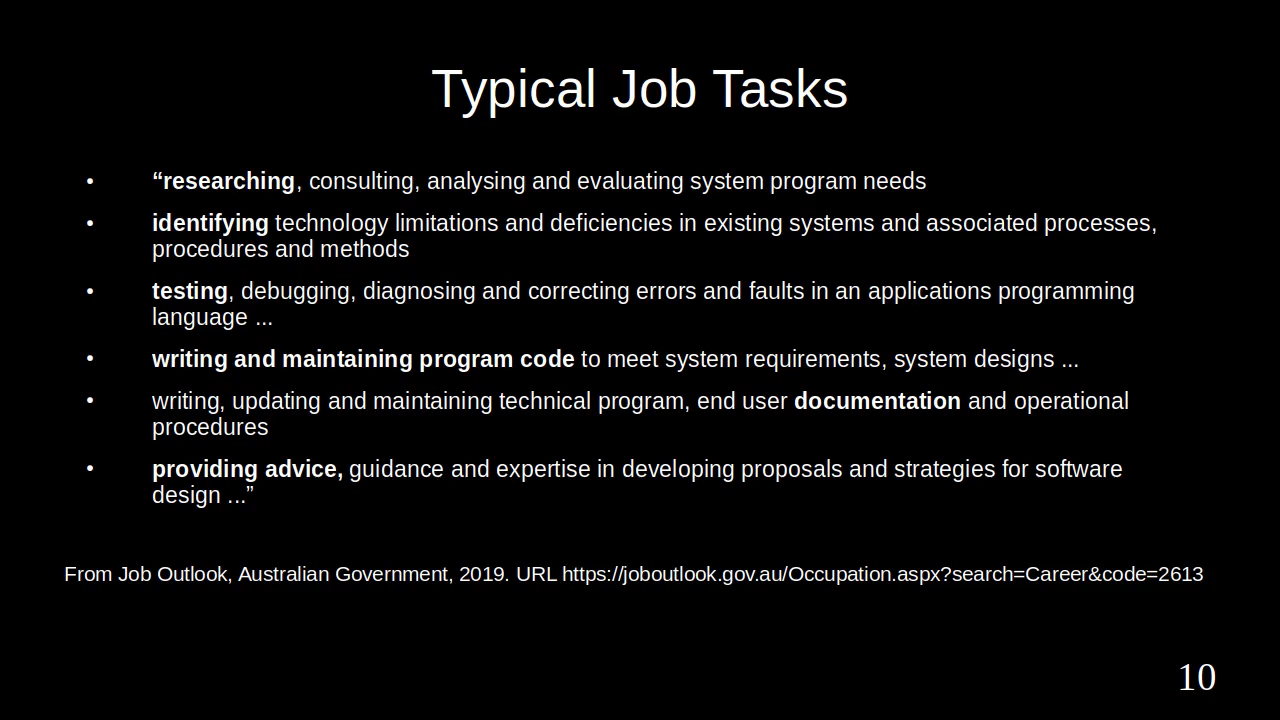 Typical Job Tasks
• “researching, consulting, analysing and evaluating system program needs
• identifying technology limitations and deficiencies in existing systems and associated processes,
procedures and methods
• testing, debugging, diagnosing and correcting errors and faults in an applications programming
language ...
• writing and maintaining program code to meet system requirements, system designs ...
• writing, updating and maintaining technical program, end user documentation and operational
procedures
• providing advice, guidance and expertise in developing proposals and strategies for software
design ...”
From Job Outlook, Australian Government, 2019. URL https://joboutlook.gov.au/Occupation.aspx?search=Career&code=2613
10